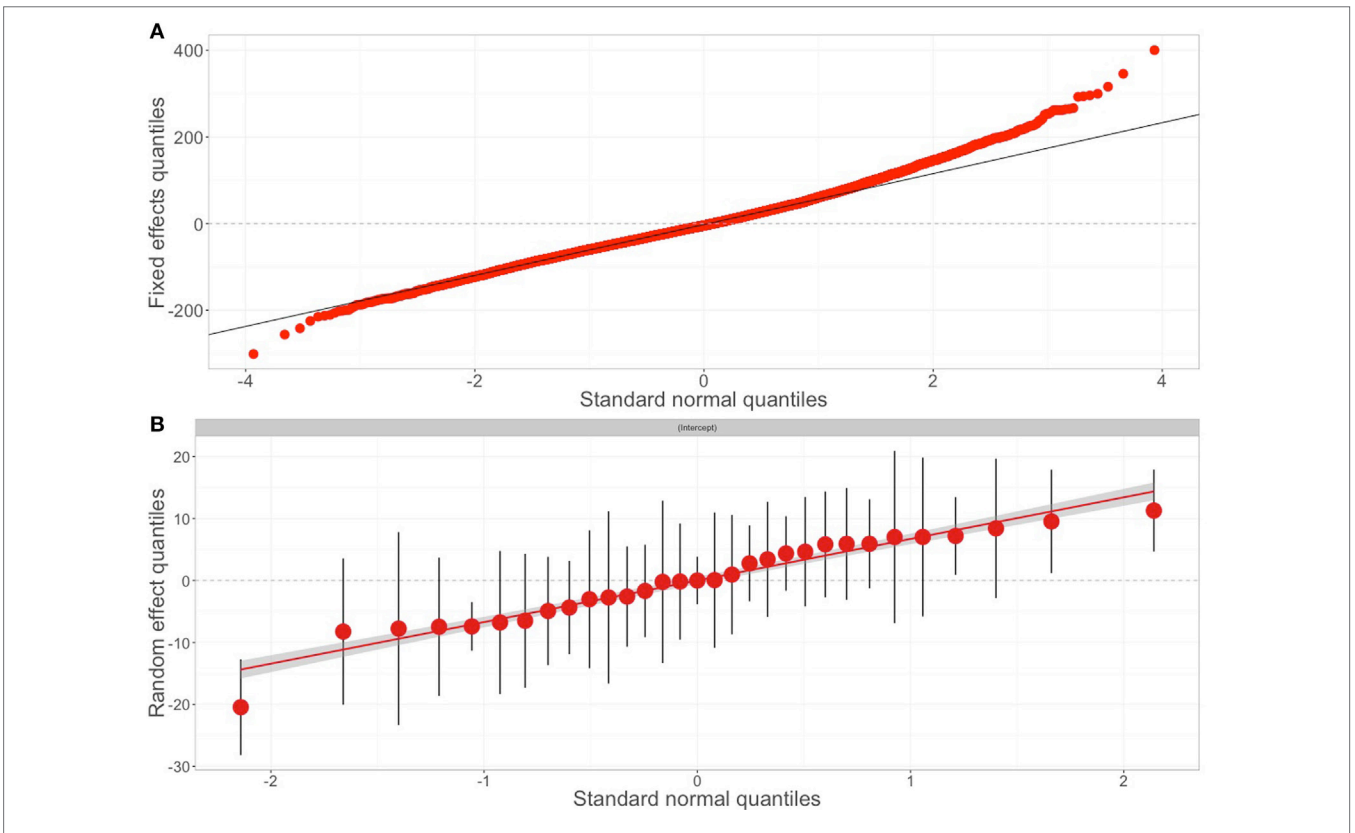 A
400
200
0
-200
Fixed effects quantiles
-4 -2 0 2 4
Standard normal quantiles
B
(Intercept)
20
10
0
-10
-20
-30
Random effect quantiles
-2 -1 0 1 2
Standard normal quantiles